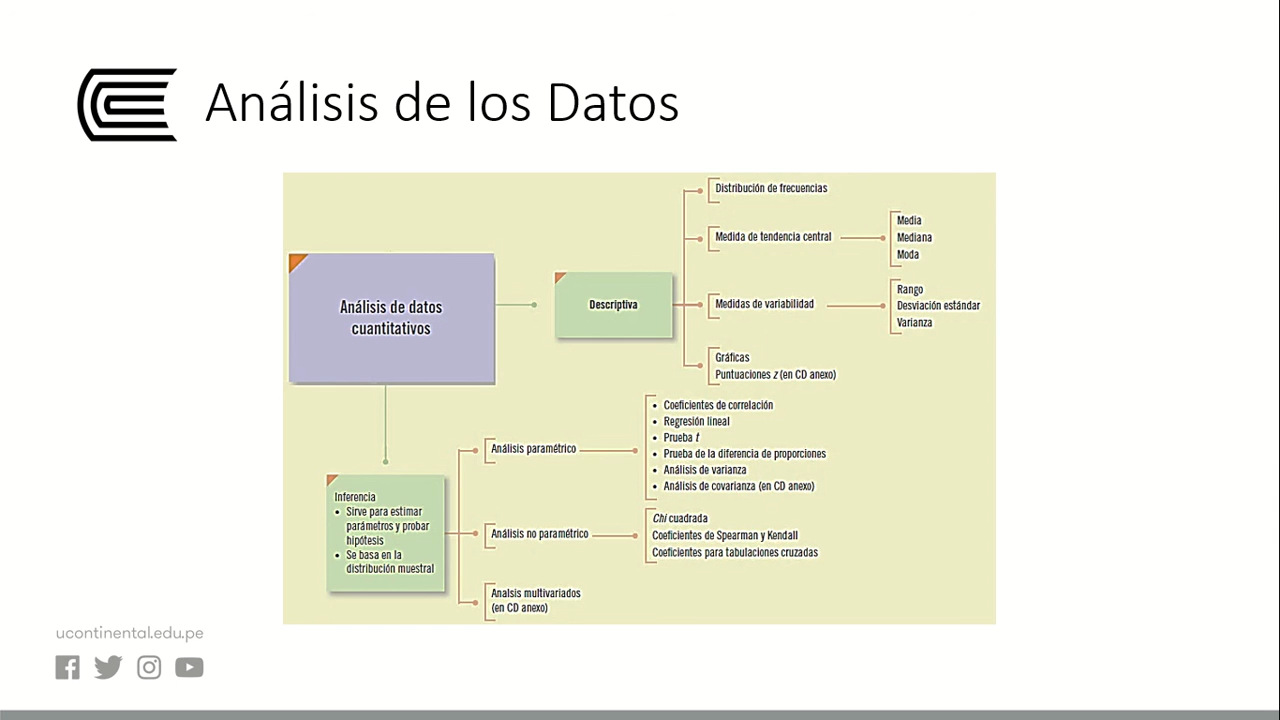 Análisis de los Datos
Análisis de datos
cuantitativos
Descriptiva
Distribución de frecuencias
Medida de tendencia central
Media
Mediana
Moda
Medidas de variabilidad
Rango
Desviación estándar
Varianza
Gráficas
Puntuaciones z (en CD anexo)
Inferencia
• Sirve para estimar
parámetros y probar
hipótesis
• Se basa en la
distribución muestral
Análisis paramétrico
• Coeficientes de correlación
• Regresión lineal
• Prueba t
• Prueba de la diferencia de proporciones
• Análisis de varianza
• Análisis de covarianza (en CD anexo)
Análisis no paramétrico
Chi cuadrada
Coeficientes de Spearman y Kendall
Coeficientes para tabulaciones cruzadas
Analsis multivariados
(en CD anexo)
ucontinental.edu.pe